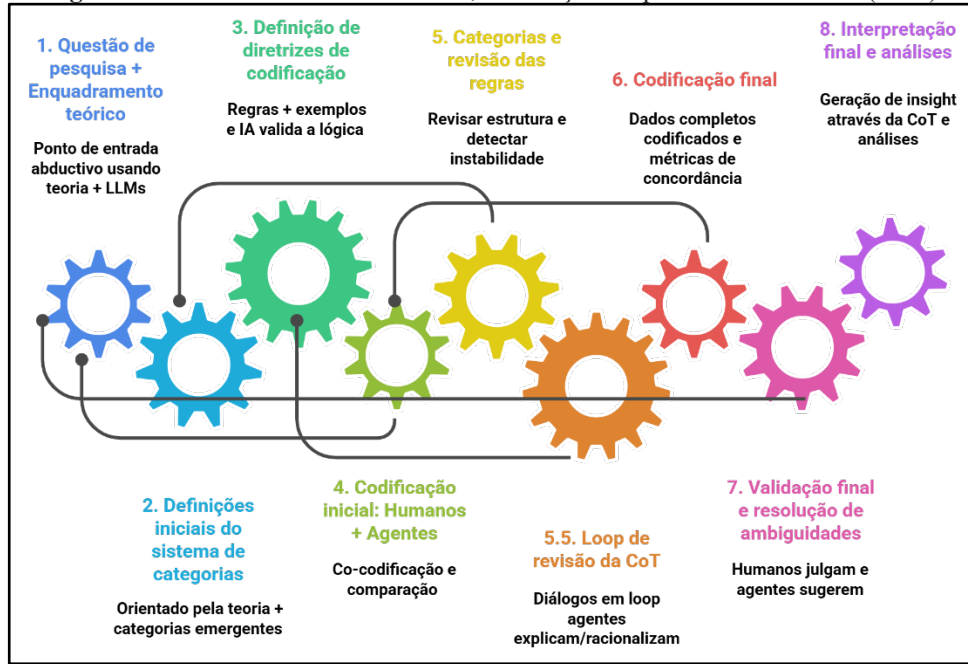 1. Questão de
pesquisa +
Enquadramento
teórico
Ponto de entrada
abductivo usando
teoria + LLMs
3. Definição de
diretrizes de
codificação
Regras + exemplos
e IA valida a lógica
5. Categorias e
revisão das
regras
Revisar estrutura e
detectar
instabilidade
6. Codificação final
Dados completos
codificados e
métricas de
concordância
8. Interpretação
final e análises
Geração de insight
através da CoT e
análises
2. Definições
iniciais do
sistema de
categorias
Orientado pela teoria +
categorias emergentes
4. Codificação
inicial: Humanos
+ Agentes
Co-codificação e
comparação
5.5. Loop de
revisão da CoT
Diálogos em loop
agentes
explicam/racionalizam
7. Validação final
e resolução de
ambiguidades
Humanos julgam e
agentes sugerem